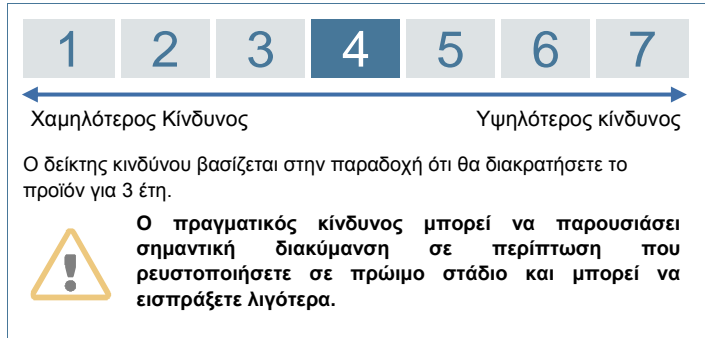 1 2 3 4 5 6 7
Χαμηλότερος Κίνδυνος Υψηλότερος κίνδυνος
Ο δείκτης κινδύνου βασίζεται στην παραδοχή ότι θα διακρατήσετε το
προϊόν για 3 έτη.
Ο πραγματικός κίνδυνος μπορεί να παρουσιάσει
σημαντική διακύμανση σε περίπτωση που
ρευστοποιήσετε σε πρώιμο στάδιο και μπορεί να
εισπράξετε λιγότερα.